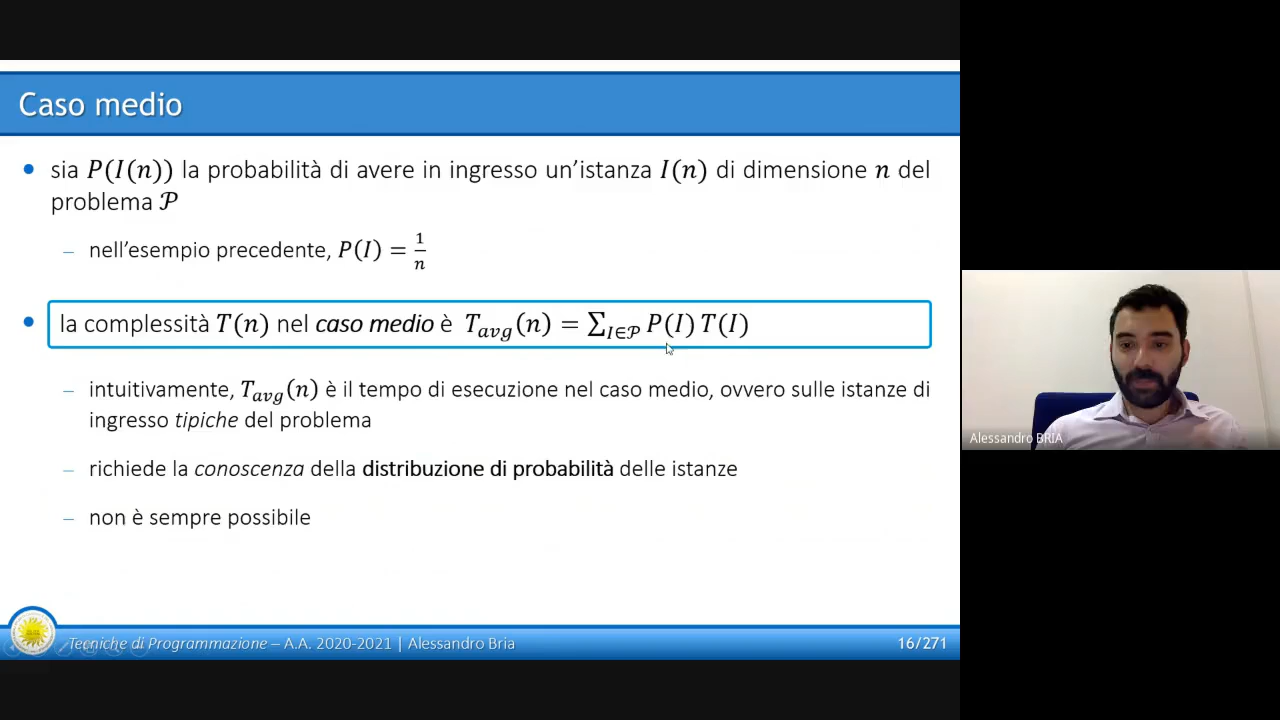 Caso medio
• sia P(I(n)) la probabilità di avere in ingresso un’istanza I(n) di dimensione n del
problema 𝒫
– nell’esempio precedente, P(I) = 1/n
• la complessità T(n) nel caso medio è T_avg(n) = ∑_{I∈𝒫} P(I) T(I)
– intuitivamente, T_avg(n) è il tempo di esecuzione nel caso medio, ovvero sulle istanze di
ingresso tipiche del problema
– richiede la conoscenza della distribuzione di probabilità delle istanze
– non è sempre possibile
Tecniche di Programmazione – A.A. 2020-2021 | Alessandro Bria
16/271
Alessandro BRIA